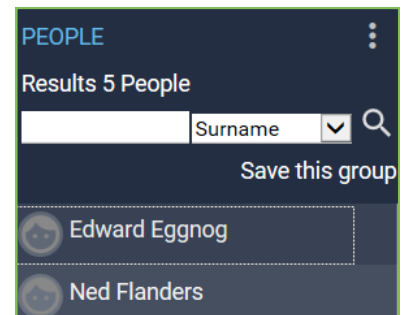 PEOPLE
Results 5 People
Surname
Save this group
Edward Eggnog
Ned Flanders